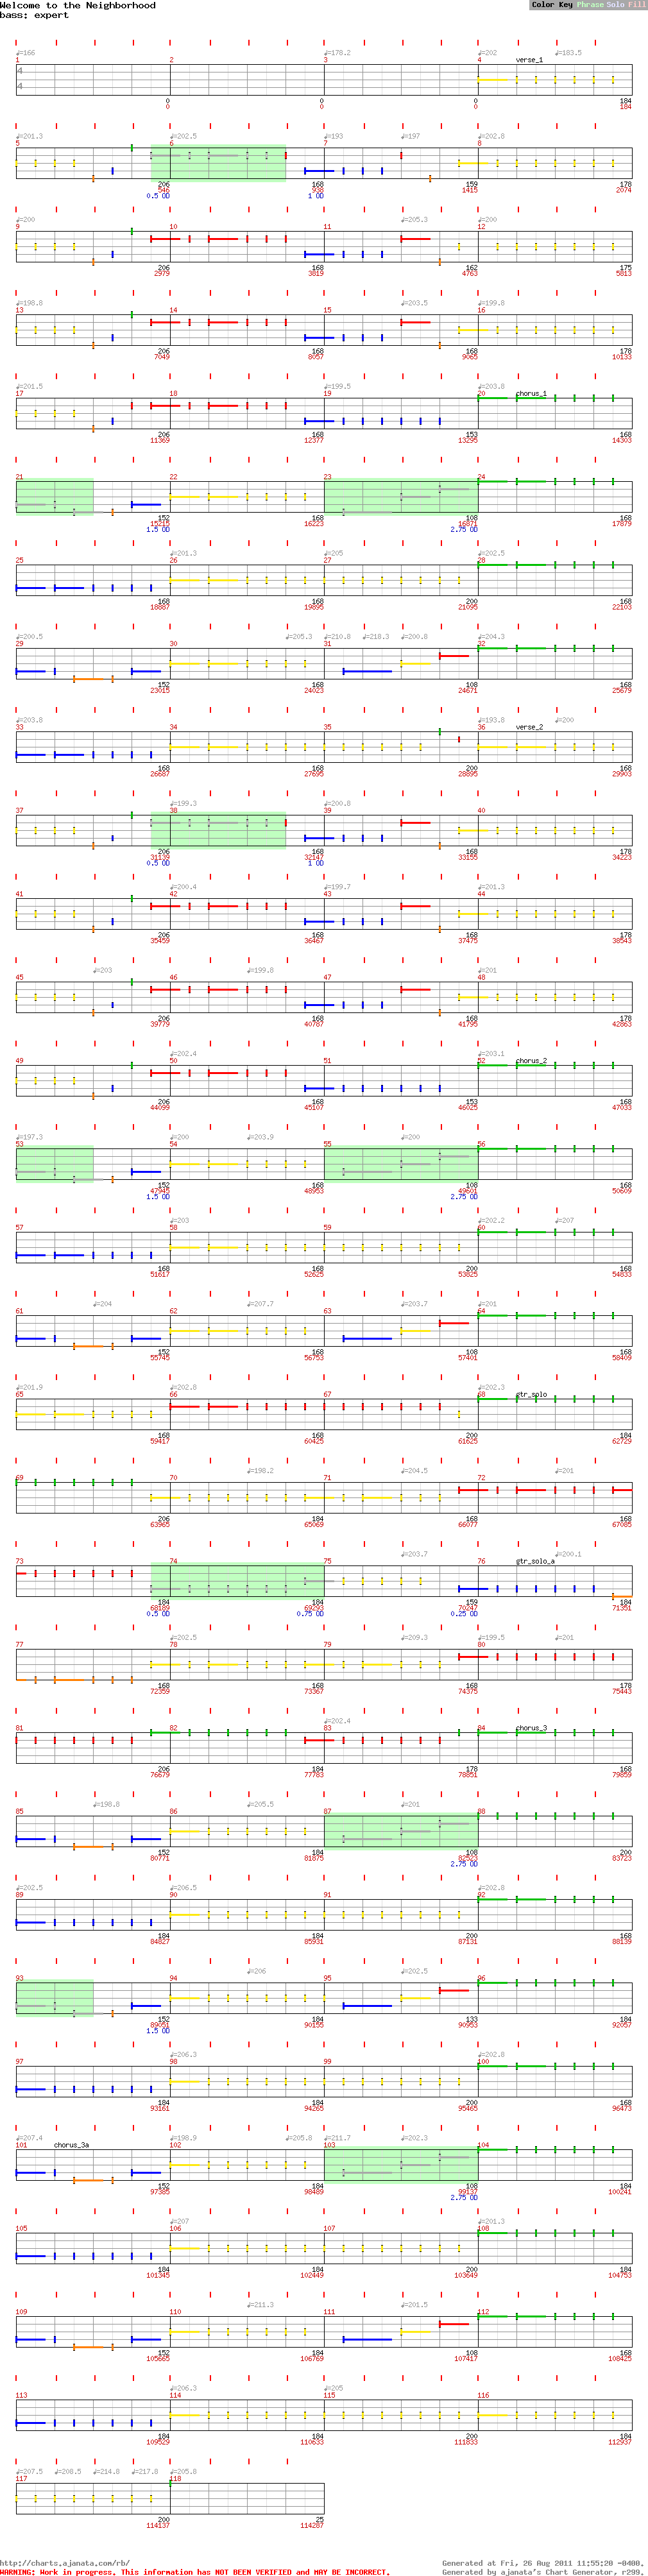 Welcome to the Neighborhood
Color Key Phrase Solo Fill
bass: expert
♩=166 ♩=178.2 ♩=202 ♩=183.5
1 2 3 4 verse_1
4
4
0 0 0 184
0 0 0 184
♩=201.3 ♩=202.5 ♩=193 ♩=197 ♩=202.8
5 6 7 8
206 168 159 178
546 938 1415 2074
0.5 OD 1 OD
♩=200 ♩=205.3 ♩=200
9 10 11 12
206 168 162 175
2979 3819 4763 5813
♩=198.8 ♩=203.5 ♩=199.8
13 14 15 16
206 168 168 178
7049 8057 9065 10133
♩=201.5 ♩=199.5 ♩=203.8
17 18 19 20 chorus_1
206 168 153 168
11369 12377 13295 14303
21 22 23 24
152 168 108 168
15215 16223 16871 17879
1.5 OD 2.75 OD
♩=201.3 ♩=205 ♩=202.5
25 26 27 28
168 168 200 168
18887 19895 21095 22103
♩=200.5 ♩=205.3 ♩=210.8 ♩=218.3 ♩=200.8 ♩=204.3
29 30 31 32
152 168 108 168
23015 24023 24671 25679
♩=203.8 ♩=193.8 ♩=200
33 34 35 36 verse_2
168 168 200 168
26687 27695 28895 29903
♩=199.3 ♩=200.8
37 38 39 40
206 168 168 178
31139 32147 33155 34223
0.5 OD 1 OD
♩=200.4 ♩=199.7 ♩=201.3
41 42 43 44
206 168 168 178
35459 36467 37475 38543
♩=203 ♩=199.8 ♩=201
45 46 47 48
206 168 168 178
39779 40787 41795 42863
♩=202.4 ♩=203.1
49 50 51 52 chorus_2
206 168 153 168
44099 45107 46025 47033
♩=197.3 ♩=200 ♩=203.9 ♩=200
53 54 55 56
152 168 108 168
47945 48953 49601 50609
1.5 OD 2.75 OD
♩=203 ♩=202.2 ♩=207
57 58 59 60
168 168 200 168
51617 52625 53825 54833
♩=204 ♩=207.7 ♩=203.7 ♩=201
61 62 63 64
152 168 108 168
55745 56753 57401 58409
♩=201.9 ♩=202.8 ♩=202.3
65 66 67 68 gtr_solo
168 168 200 184
59417 60425 61625 62729
♩=198.2 ♩=204.5 ♩=201
69 70 71 72
206 184 168 168
63965 65069 66077 67085
♩=203.7 ♩=200.1
73 74 75 76 gtr_solo_a
184 184 159 184
68189 69293 70247 71351
0.5 OD 0.75 OD 0.25 OD
♩=202.5 ♩=209.3 ♩=199.5 ♩=201
77 78 79 80
168 168 168 178
72359 73367 74375 75443
♩=202.4
81 82 83 84 chorus_3
206 184 178 168
76679 77783 78851 79859
♩=198.8 ♩=205.5 ♩=201
85 86 87 88
152 184 108 200
80771 81875 82523 83723
2.75 OD
♩=202.5 ♩=206.5 ♩=202.8
89 90 91 92
184 184 200 168
84827 85931 87131 88139
♩=206 ♩=202.5
93 94 95 96
152 184 133 184
89051 90155 90953 92057
1.5 OD
♩=206.3 ♩=202.8
97 98 99 100
184 184 200 168
93161 94265 95465 96473
♩=207.4 ♩=198.9 ♩=205.8 ♩=211.7 ♩=202.3
101 chorus_3a 102 103 104
152 184 108 184
97385 98489 99137 100241
2.75 OD
♩=207 ♩=201.3
105 106 107 108
184 184 200 184
101345 102449 103649 104753
♩=211.3 ♩=201.5
109 110 111 112
152 184 108 168
105665 106769 107417 108425
♩=206.3 ♩=205
113 114 115 116
184 184 200 184
109529 110633 111833 112937
♩=207.5 ♩=208.5 ♩=214.8 ♩=217.8 ♩=205.8
117 118
200 25
114137 114287
http://charts.ajanata.com/rb/
Generated at Fri, 26 Aug 2011 11:55:20 -0400.
WARNING: Work in progress. This information has NOT BEEN VERIFIED and MAY BE INCORRECT.
Generated by ajanata's Chart Generator, r299.